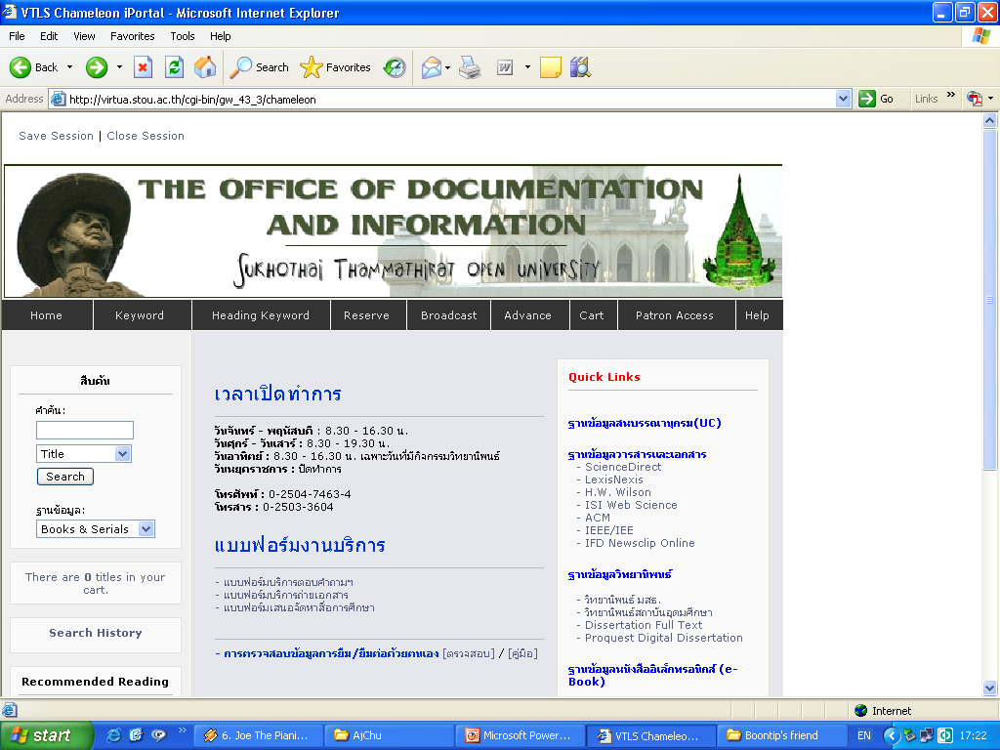 VTLS Chameleon iPortal - Microsoft Internet Explorer
File Edit View Favorites Tools Help
Back Search Favorites
Address http://virtua.stou.ac.th/cgi-bin/gw_43_3/chameleon Go Links »
Save Session | Close Session
THE OFFICE OF DOCUMENTATION
AND INFORMATION
Sukhothai Thammathirat Open University
Home Keyword Heading Keyword Reserve Broadcast Advance Cart Patron Access Help
สืบค้น
คำค้น:
Title
Search
ฐานข้อมูล:
Books & Serials
There are 0 titles in your
cart.
Search History
Recommended Reading
เวลาเปิดทำการ
วันจันทร์ - พฤหัสบดี : 8.30 - 16.30 น.
วันศุกร์ - วันเสาร์ : 8.30 - 19.30 น.
วันอาทิตย์ : 8.30 - 16.30 น. เฉพาะวันที่มีกิจกรรมวิทยานิพนธ์
วันหยุดราชการ : ปิดทำการ
โทรศัพท์ : 0-2504-7463-4
โทรสาร : 0-2503-3604
แบบฟอร์มงานบริการ
- แบบฟอร์มบริการตอบคำถามฯ
- แบบฟอร์มบริการถ่ายเอกสาร
- แบบฟอร์มเสนอจัดหาสื่อการศึกษา
- การตรวจสอบข้อมูลการยืม/ยืมต่อด้วยตนเอง [ตรวจสอบ] / [คู่มือ]
Quick Links
ฐานข้อมูลสหบรรณานุกรม(UC)
ฐานข้อมูลวารสารและเอกสาร
- ScienceDirect
- LexisNexis
- H.W. Wilson
- ISI Web Science
- ACM
- IEEE/IEE
- IFD Newsclip Online
ฐานข้อมูลวิทยานิพนธ์
- วิทยานิพนธ์ มสธ.
- วิทยานิพนธ์สถาบันอุดมศึกษา
- Dissertation Full Text
- Proquest Digital Dissertation
ฐานข้อมูลหนังสืออิเล็กทรอนิกส์ (e-
Book)
Internet
start » 6. Joe The Piani... AjChu Microsoft Power... VTLS Chameleo... Boontip's friend EN 17:22